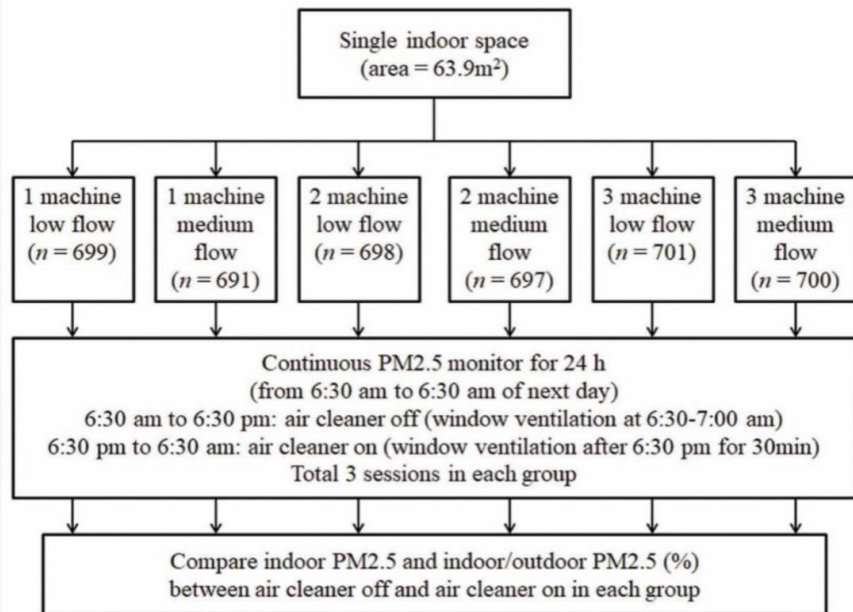 Single indoor space
(area = 63.9m²)
1 machine
low flow
(n = 699)
1 machine
medium
flow
(n = 691)
2 machine
low flow
(n = 698)
2 machine
medium
flow
(n = 697)
3 machine
low flow
(n = 701)
3 machine
medium
flow
(n = 700)
Continuous PM2.5 monitor for 24 h
(from 6:30 am to 6:30 am of next day)
6:30 am to 6:30 pm: air cleaner off (window ventilation at 6:30-7:00 am)
6:30 pm to 6:30 am: air cleaner on (window ventilation after 6:30 pm for 30min)
Total 3 sessions in each group
Compare indoor PM2.5 and indoor/outdoor PM2.5 (%)
between air cleaner off and air cleaner on in each group